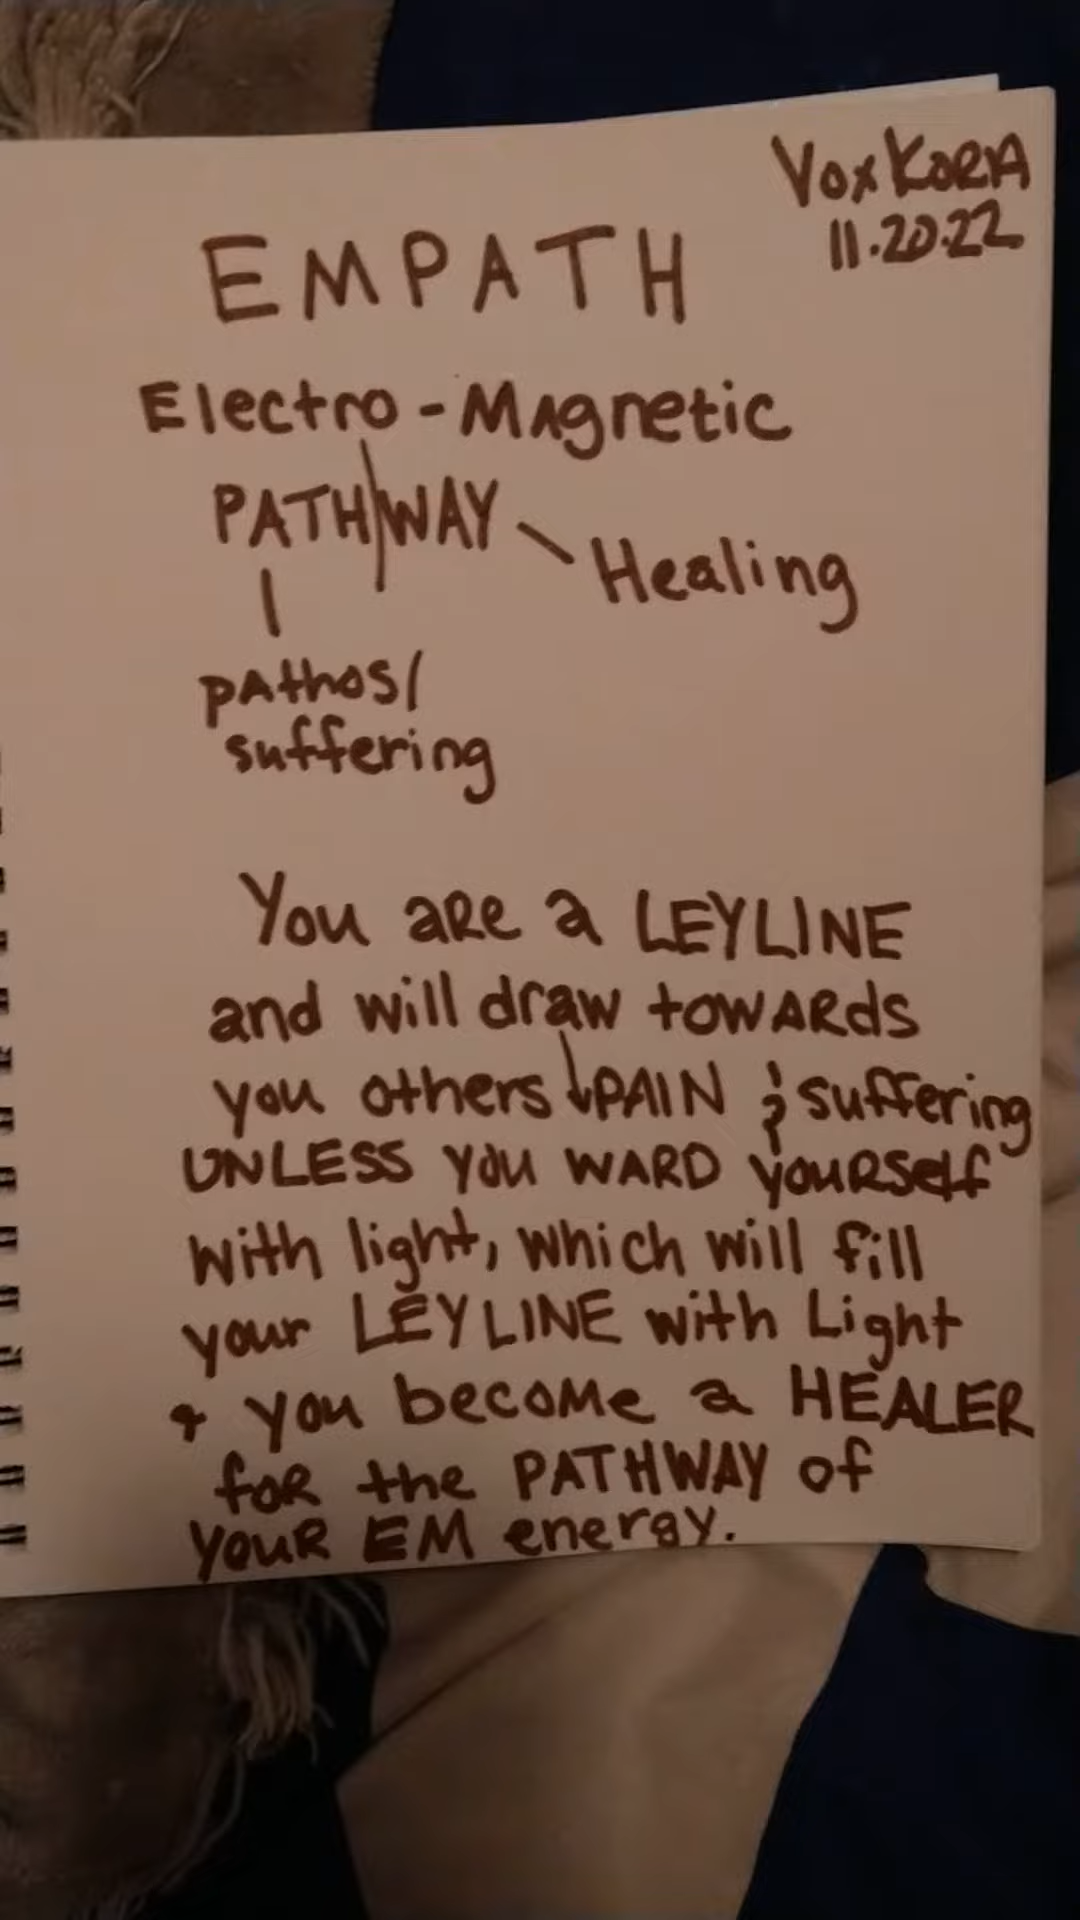 VoxKORA
11.20.22
EMPATH
Electro-Magnetic
PATH|WAY
Healing
PAthos/
suffering
You are a LEYLINE
and will draw toWARds
you others PAIN & suffering
UNLESS you WARD youRself
with light, which will fill
your LEYLINE with Light
+ you become a HEALER
foR the PATHWAY of
YOUR EM energy.